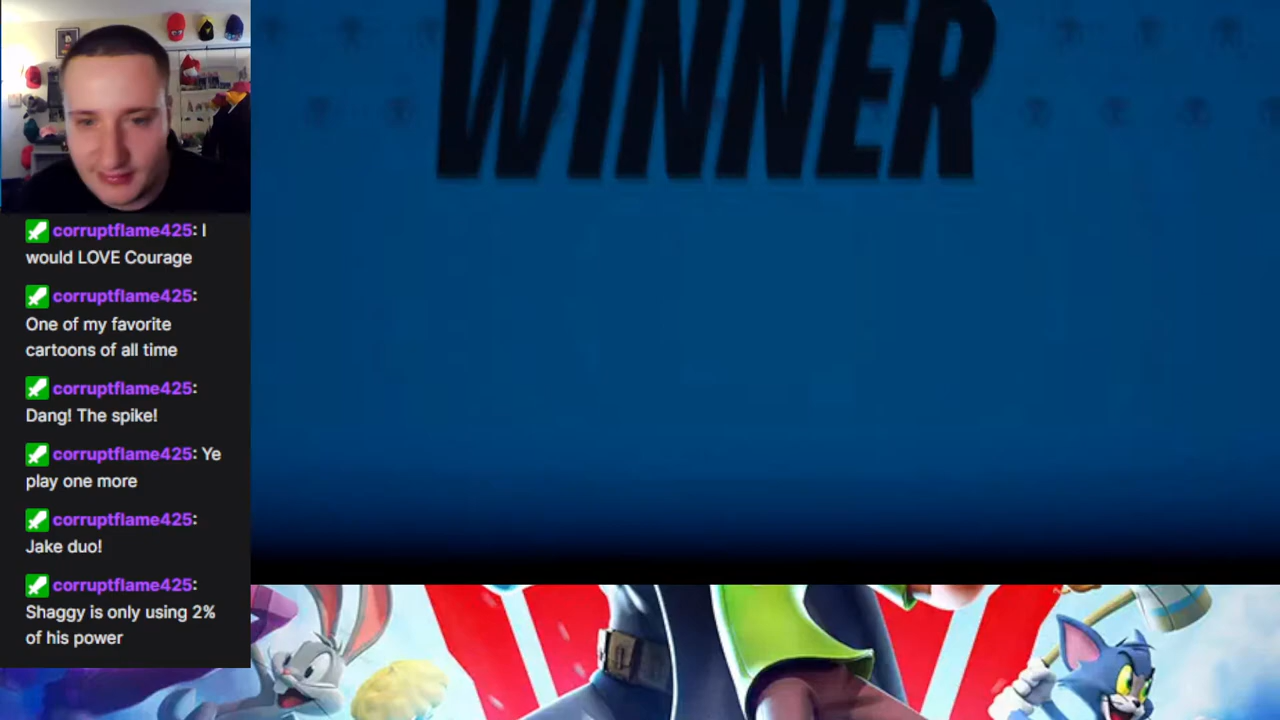 WINNER
corruptflame425: I
would LOVE Courage
corruptflame425:
One of my favorite
cartoons of all time
corruptflame425:
Dang! The spike!
corruptflame425: Ye
play one more
corruptflame425:
Jake duo!
corruptflame425:
Shaggy is only using 2%
of his power